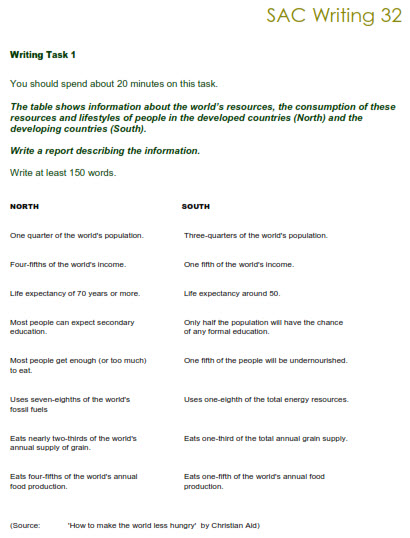 SAC Writing 32
Writing Task 1
You should spend about 20 minutes on this task.
The table shows information about the world's resources, the consumption of these
resources and lifestyles of people in the developed countries (North) and the
developing countries (South).
Write a report describing the information.
Write at least 150 words.
NORTH SOUTH
One quarter of the world's population. Three-quarters of the world's population.
Four-fifths of the world's income. One fifth of the world's income.
Life expectancy of 70 years or more. Life expectancy around 50.
Most people can expect secondary Only half the population will have the chance
education. of any formal education.
Most people get enough (or too much) One fifth of the people will be undernourished.
to eat.
Uses seven-eighths of the world's Uses one-eighth of the total energy resources.
fossil fuels
Eats nearly two-thirds of the world's Eats one-third of the total annual grain supply.
annual supply of grain.
Eats four-fifths of the world's annual Eats one-fifth of the world's annual food
food production. production.
(Source: 'How to make the world less hungry' by Christian Aid)